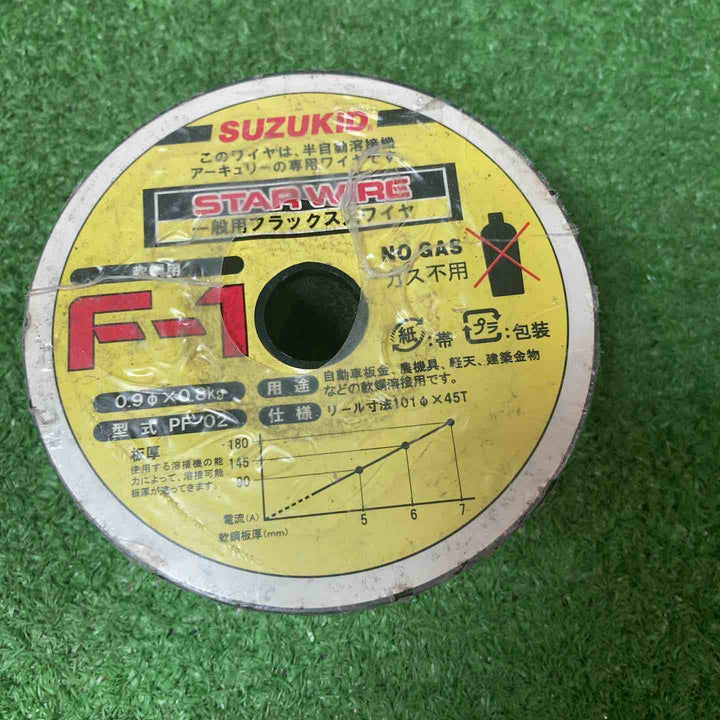 SUZUKID
このワイヤは、半自動溶接機
アーキュリーの専用ワイヤです
STAR WIRE
一般用フラックス入ワイヤ
NO GAS
ガス不用
軟鋼用
F-1
紙:帯
プラ:包装
0.9φ×0.8kg
用途
自動車板金、農機具、軽天、建築金物
などの軟鋼溶接用です。
型式 PF-02
仕様
リール寸法101φ×45T
板厚
使用する溶接機の能
力によって、溶接可能
板厚が違ってきます。
180
145
90
電流(A)
5 6 7
軟鋼板厚(mm)